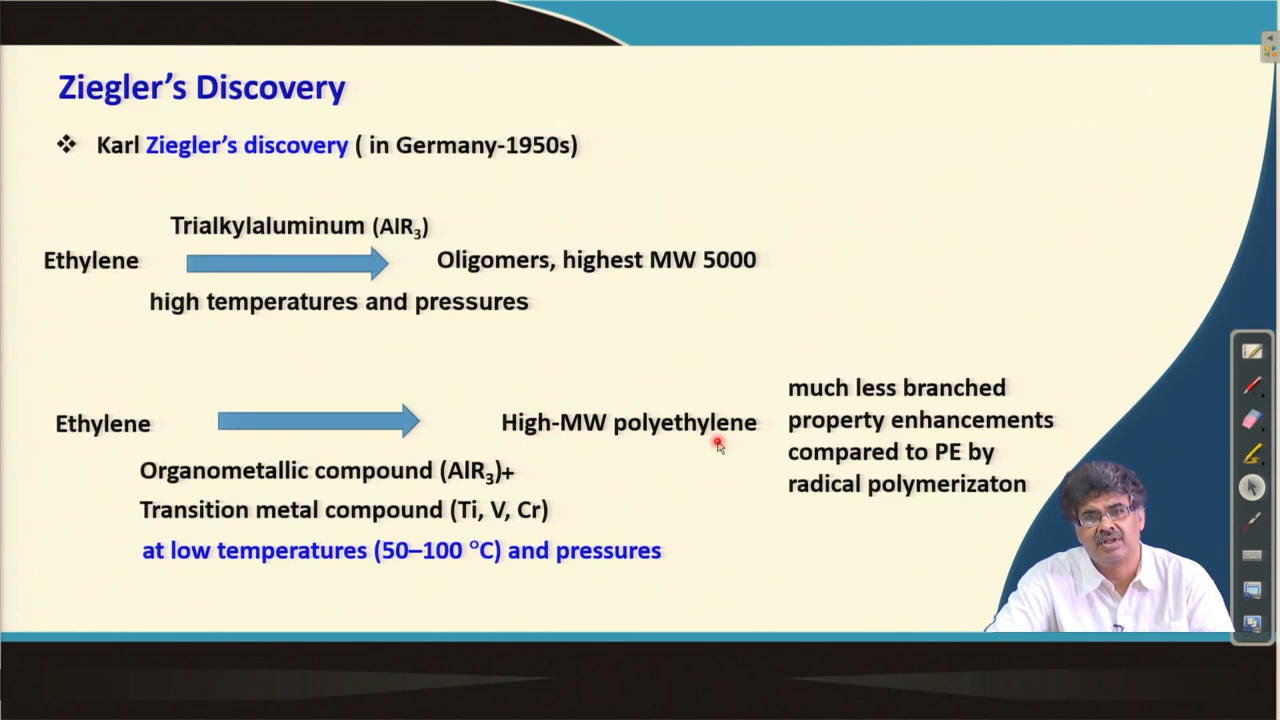 Ziegler’s Discovery
❖ Karl Ziegler’s discovery ( in Germany-1950s)
Trialkylaluminum (AlR₃)
Ethylene
Oligomers, highest MW 5000
high temperatures and pressures
Ethylene
High-MW polyethylene
much less branched
property enhancements
compared to PE by
radical polymerizaton
Organometallic compound (AlR₃)+
Transition metal compound (Ti, V, Cr)
at low temperatures (50–100 °C) and pressures